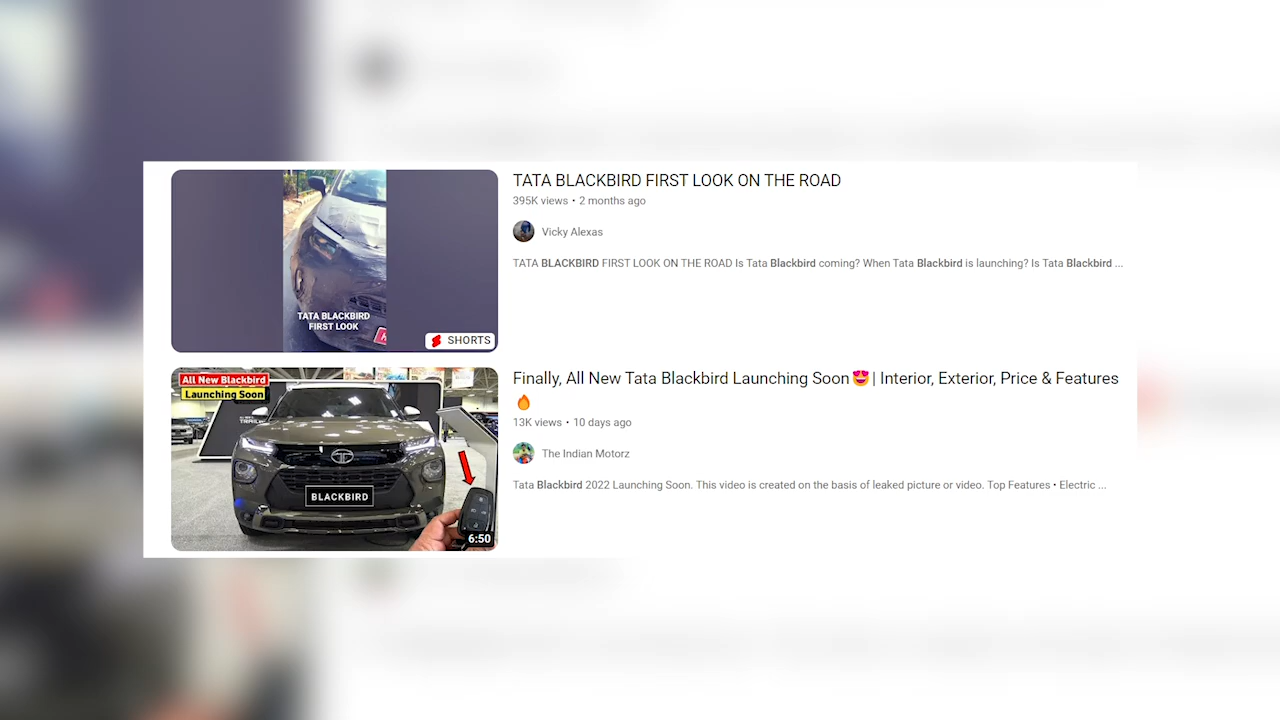 TATA BLACKBIRD FIRST LOOK ON THE ROAD
395K views • 2 months ago
Vicky Alexas
TATA BLACKBIRD FIRST LOOK ON THE ROAD Is Tata Blackbird coming? When Tata Blackbird is launching? Is Tata Blackbird ...
TATA BLACKBIRD
FIRST LOOK
SHORTS
All New Blackbird
Launching Soon
BLACKBIRD
6:50
Finally, All New Tata Blackbird Launching Soon😍| Interior, Exterior, Price & Features
🔥
13K views • 10 days ago
The Indian Motorz
Tata Blackbird 2022 Launching Soon. This video is created on the basis of leaked picture or video. Top Features • Electric ...